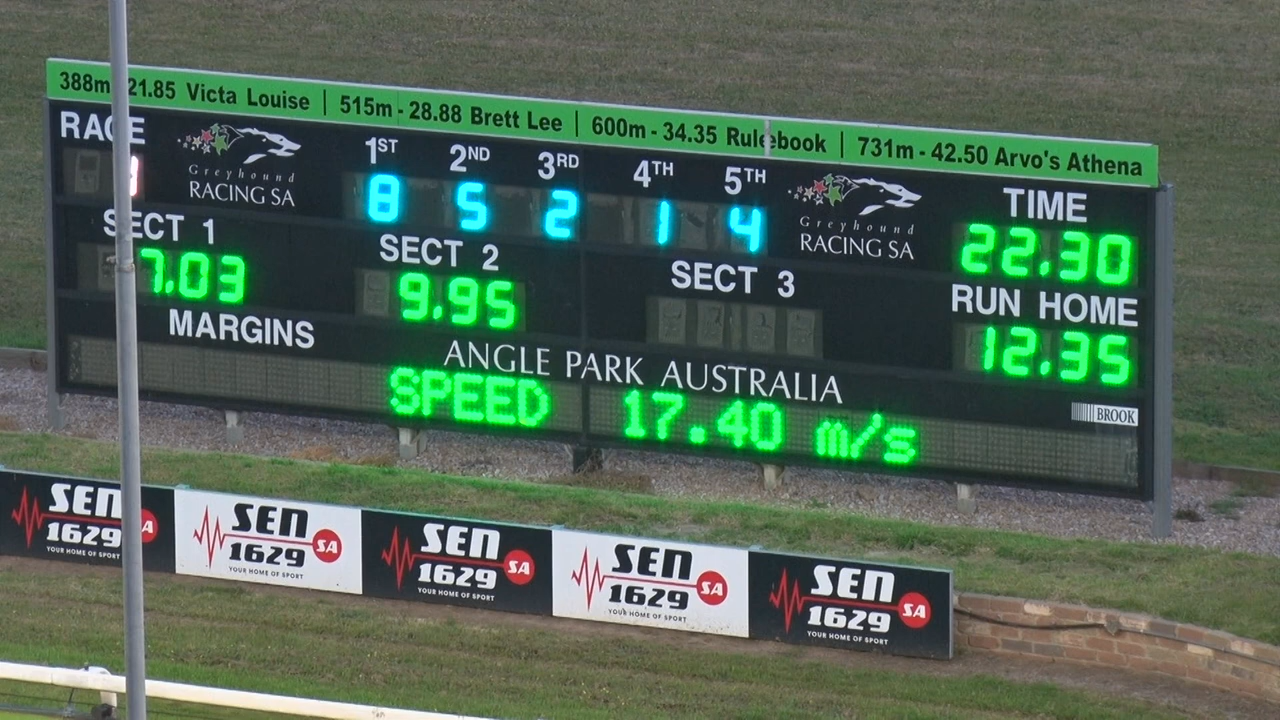 388m - 21.85 Victa Louise | 515m - 28.88 Brett Lee | 600m - 34.35 Rulebook | 731m - 42.50 Arvo's Athena
RACE
Greyhound
RACING SA
1ST 2ND 3RD 4TH 5TH
8 5 2 1 4
Greyhound
RACING SA
TIME
22.30
SECT 1
7.03
SECT 2
9.95
SECT 3
RUN HOME
12.35
MARGINS
ANGLE PARK AUSTRALIA
SPEED 17.40 m/s
BROOK
SEN
1629 SA
YOUR HOME OF SPORT
SEN
1629 SA
YOUR HOME OF SPORT
SEN
1629 SA
YOUR HOME OF SPORT
SEN
1629 SA
YOUR HOME OF SPORT
SEN
1629 SA
YOUR HOME OF SPORT